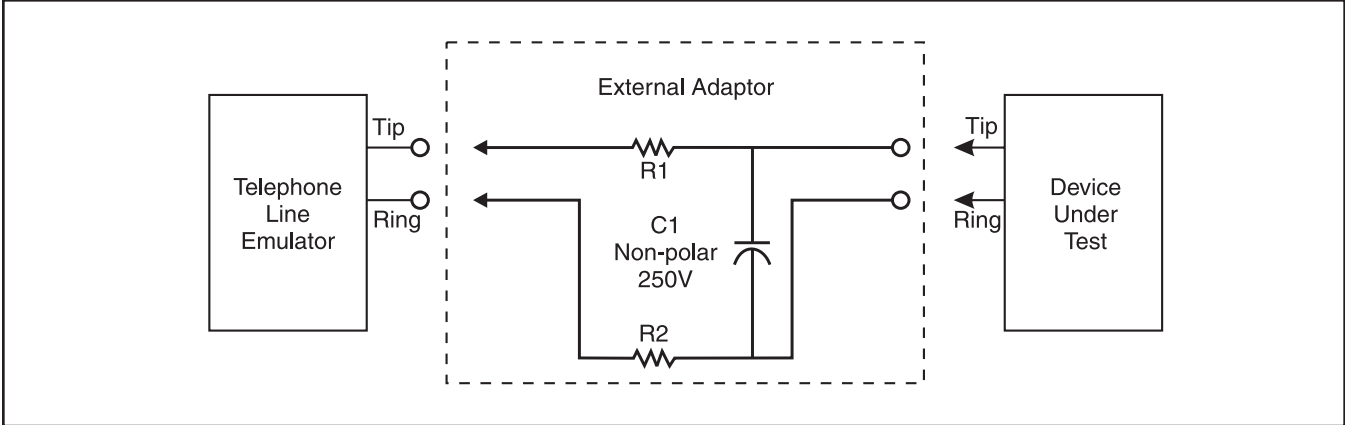 External Adaptor
Telephone
Line
Emulator
Tip
Ring
R1
C1
Non-polar
250V
R2
Tip
Ring
Device
Under
Test